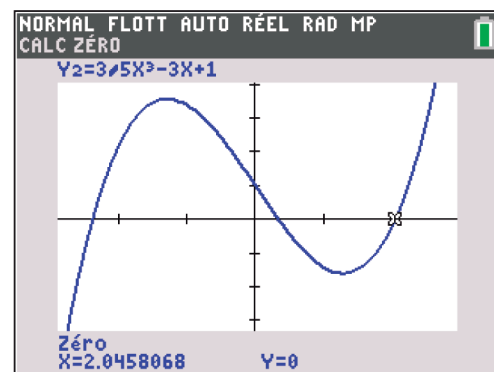 NORMAL FLOTT AUTO RÉEL RAD MP
CALC ZÉRO
Y₂=3/5X³-3X+1
Zéro
X=2.0458068 Y=0